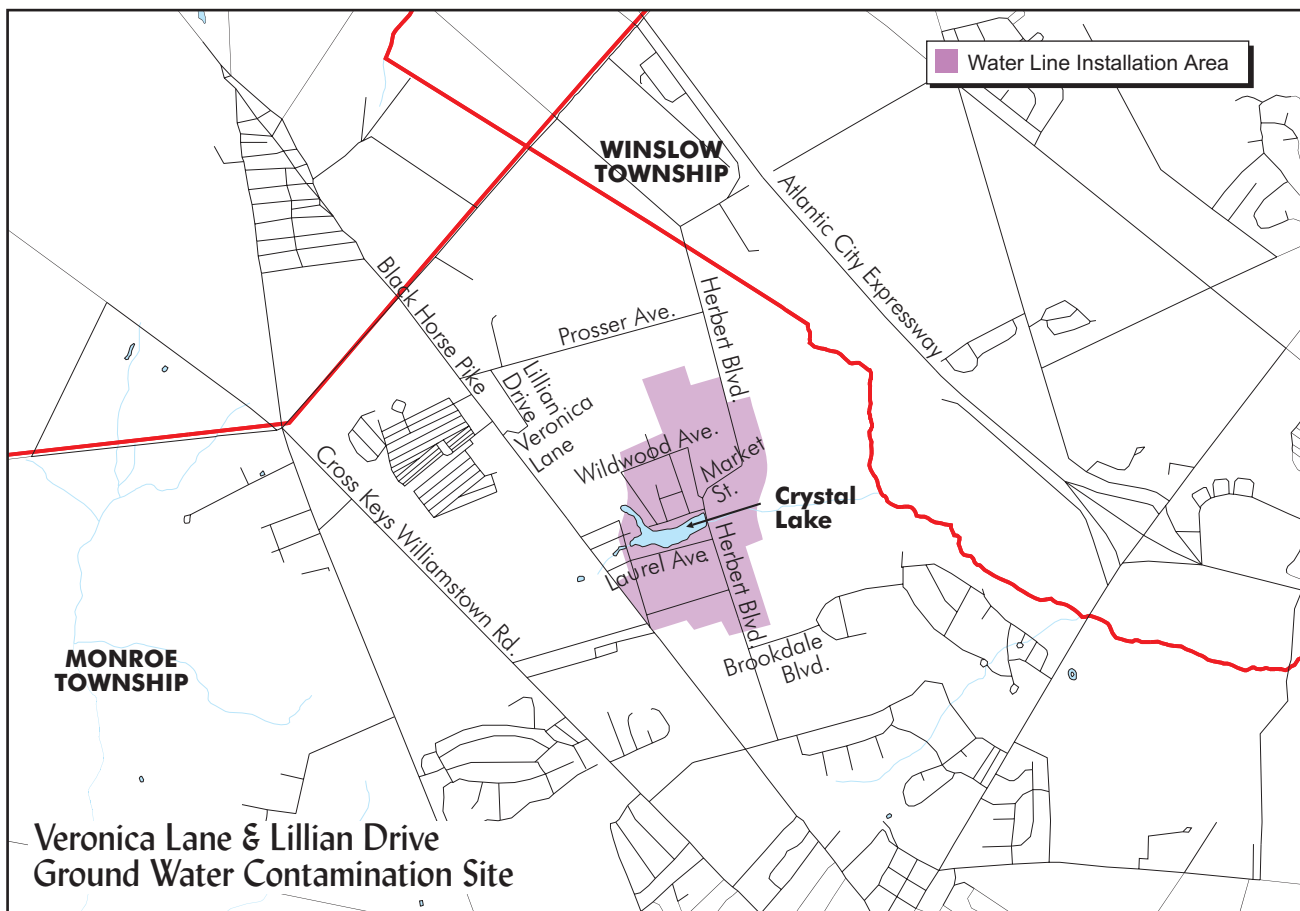 Water Line Installation Area
WINSLOW
TOWNSHIP
Atlantic City Expressway
Black Horse Pike
Herbert Blvd.
Prosser Ave.
Lillian
Drive
Veronica
Lane
Wildwood Ave.
Market
St.
Crystal
Lake
Cross Keys Williamstown Rd.
Laurel Ave
Herbert Blvd.
Brookdale
Blvd.
MONROE
TOWNSHIP
Veronica Lane & Lillian Drive
Ground Water Contamination Site